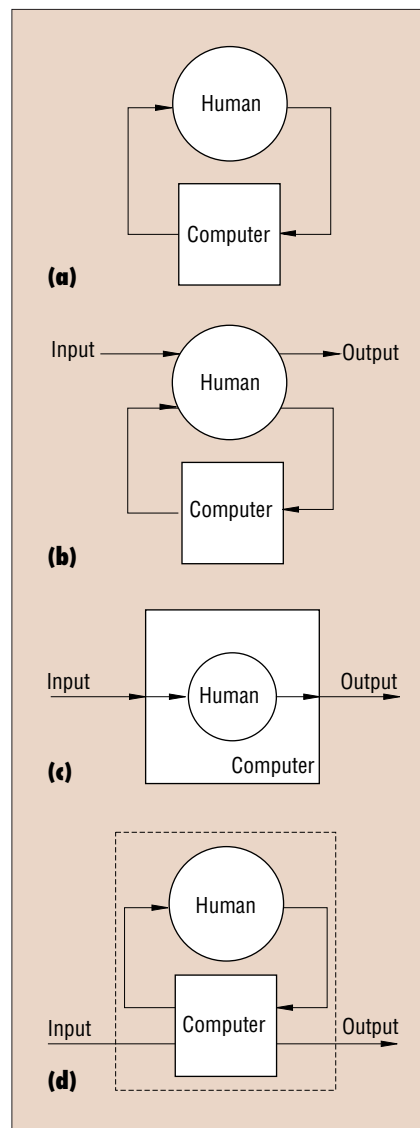 Human
Computer
(a)
Input
Output
Human
Computer
(b)
Input
Human
Output
Computer
(c)
Human
Input
Computer
Output
(d)